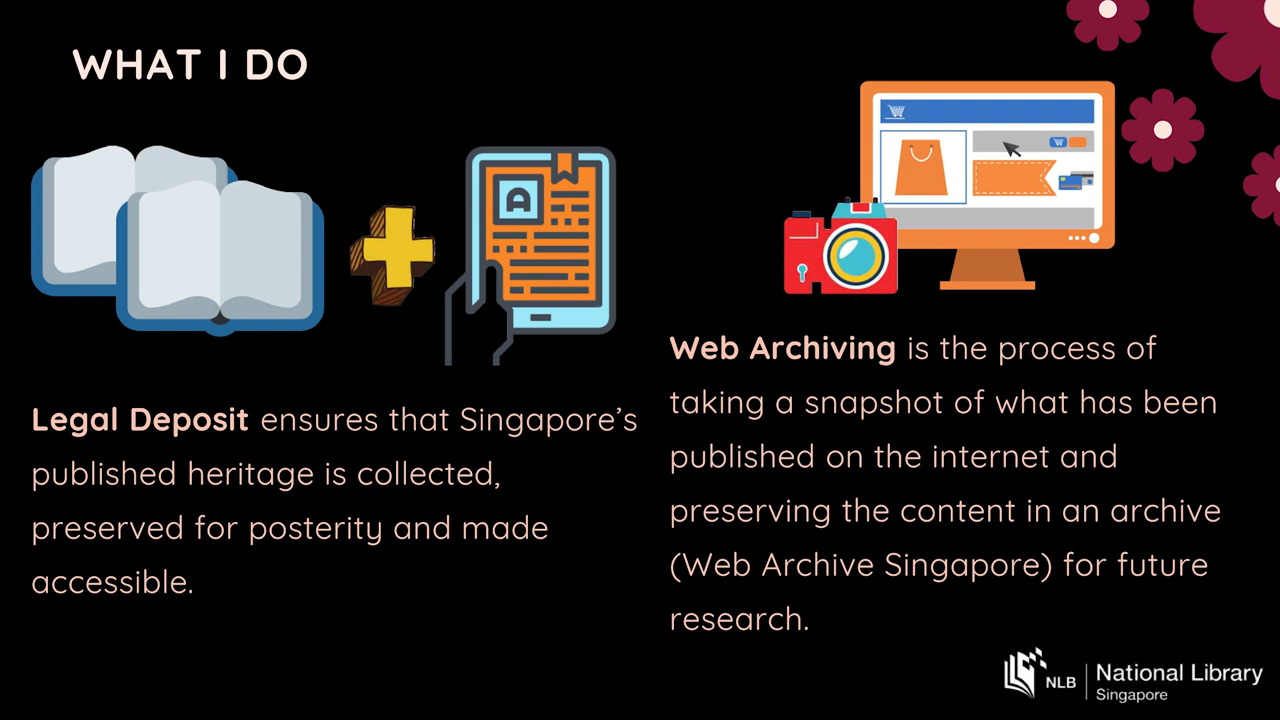 WHAT I DO
A
Legal Deposit ensures that Singapore's
published heritage is collected,
preserved for posterity and made
accessible.
Web Archiving is the process of
taking a snapshot of what has been
published on the internet and
preserving the content in an archive
(Web Archive Singapore) for future
research.
NLB
National Library
Singapore